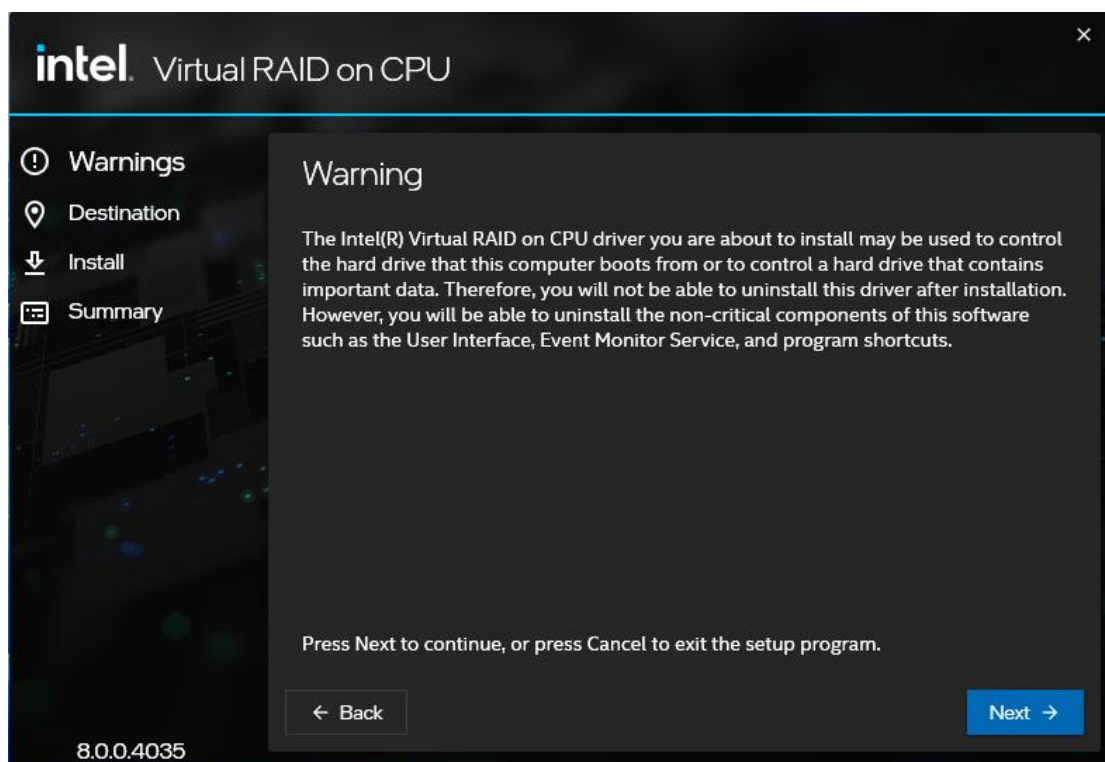 intel. Virtual RAID on CPU
Warnings
Destination
Install
Summary
Warning
The Intel(R) Virtual RAID on CPU driver you are about to install may be used to control
the hard drive that this computer boots from or to control a hard drive that contains
important data. Therefore, you will not be able to uninstall this driver after installation.
However, you will be able to uninstall the non-critical components of this software
such as the User Interface, Event Monitor Service, and program shortcuts.
Press Next to continue, or press Cancel to exit the setup program.
Back
Next
8.0.0.4035